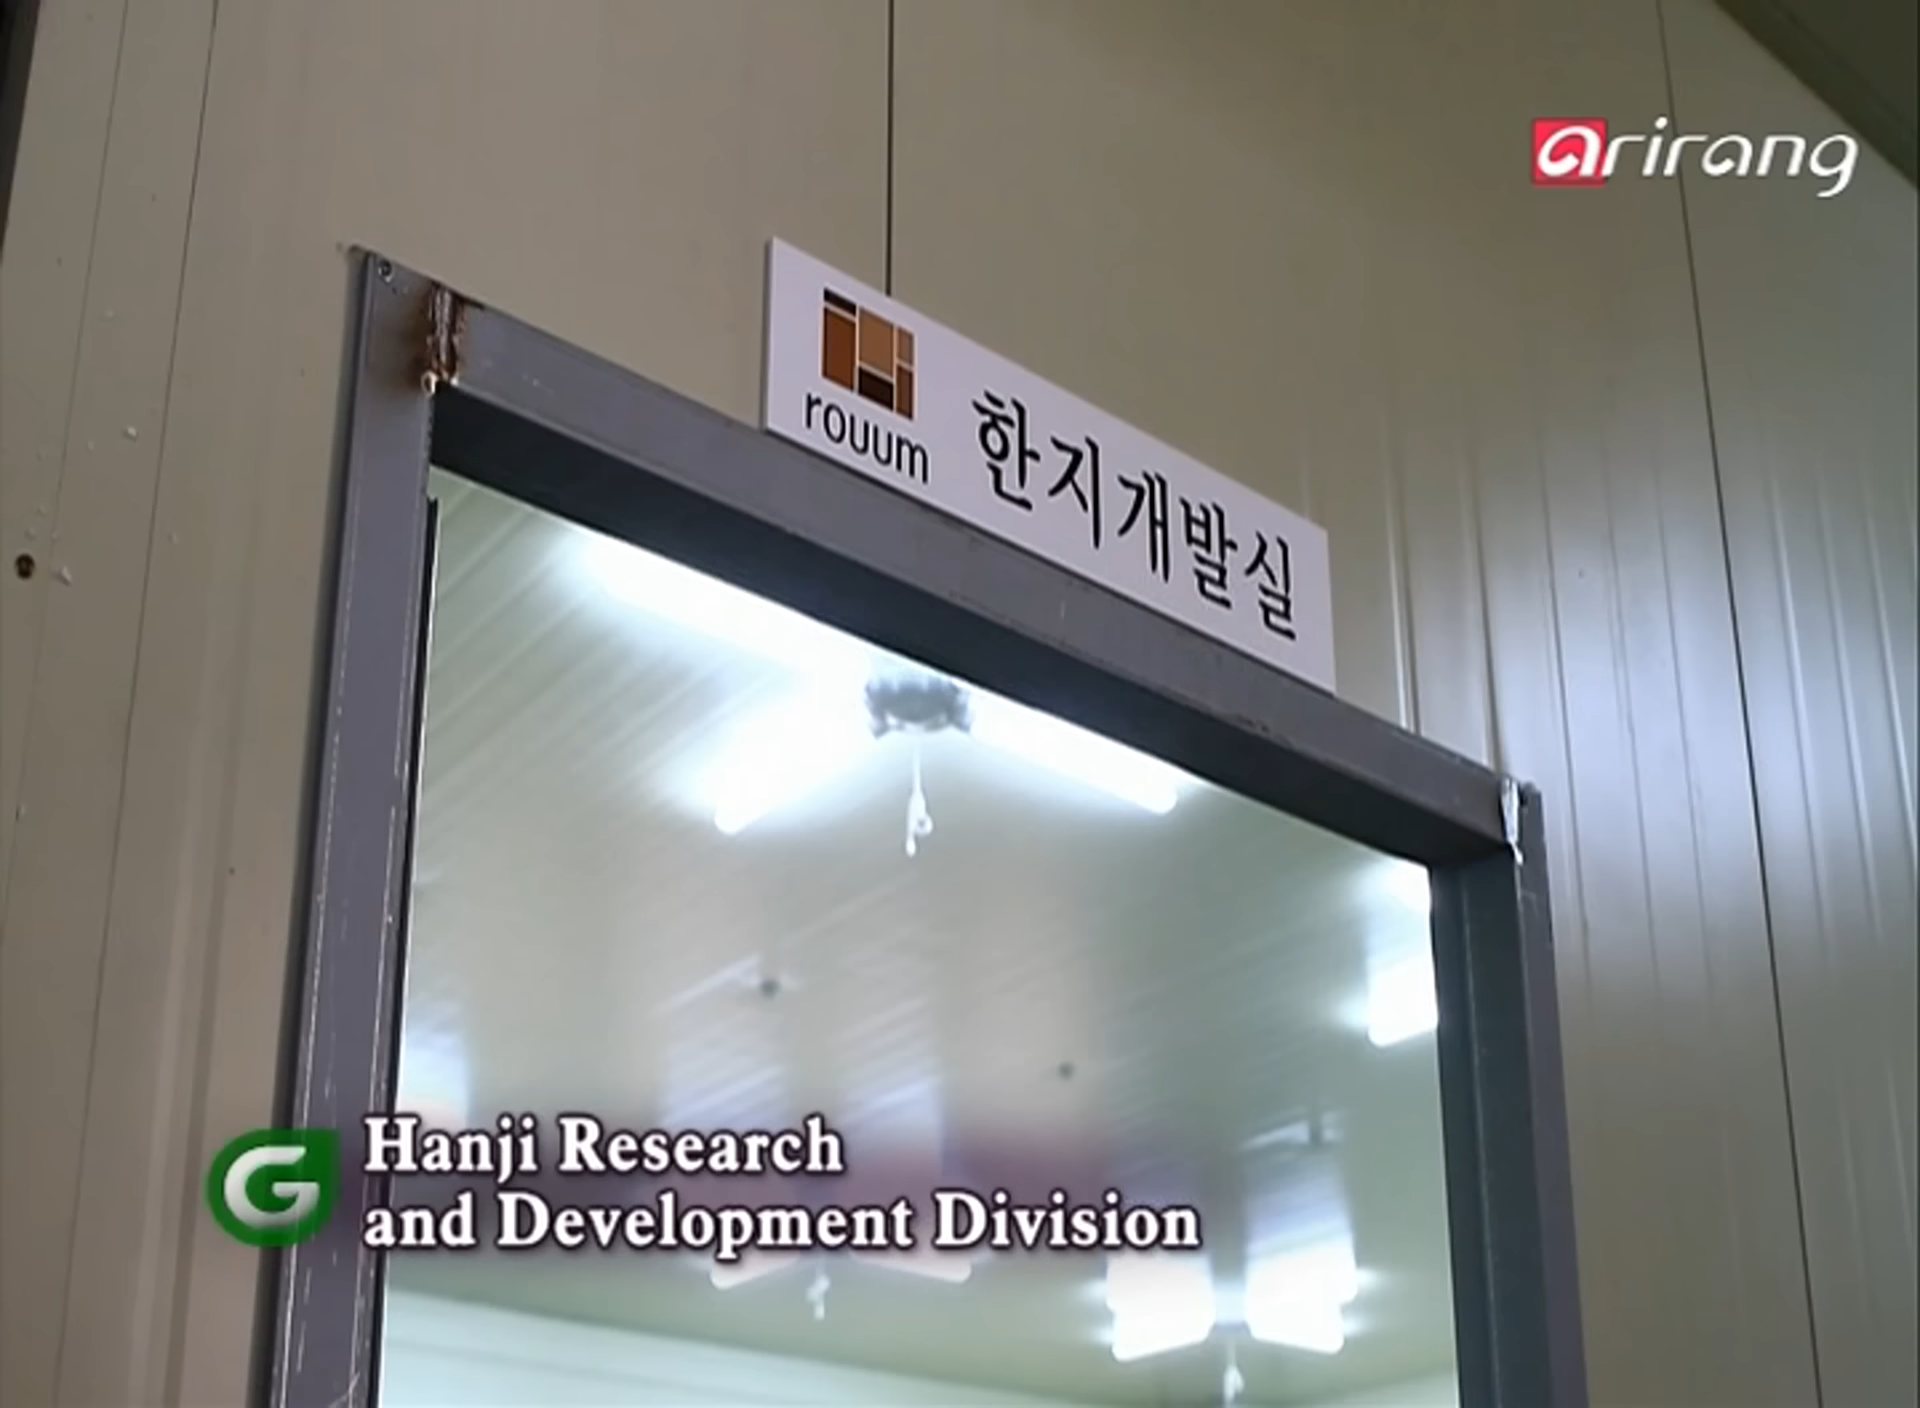 arirang
rouum
한지개발실
G
Hanji Research
and Development Division